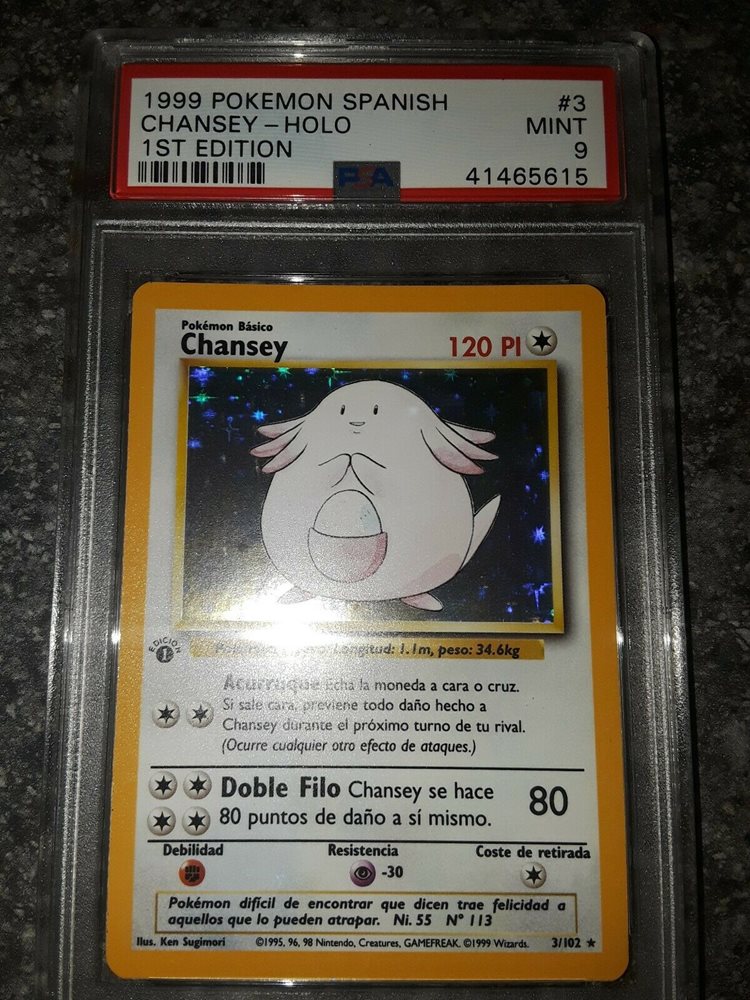 1999 POKEMON SPANISH #3
CHANSEY – HOLO MINT
1ST EDITION 9
PSA 41465615
Pokémon Básico
Chansey 120 PI
EDICIÓN
1
Longitud: 1.1m, peso: 34.6kg
Acurruque Echa la moneda a cara o cruz.
Si sale cara, previene todo daño hecho a
Chansey durante el próximo turno de tu rival.
(Ocurre cualquier otro efecto de ataques.)
Doble Filo Chansey se hace 80
80 puntos de daño a sí mismo.
Debilidad Resistencia Coste de retirada
-30
Pokémon difícil de encontrar que dicen trae felicidad a
aquellos que lo pueden atrapar. Ni. 55 N° 113
Ilus. Ken Sugimori ©1995, 96, 98 Nintendo, Creatures, GAMEFREAK. ©1999 Wizards. 3/102 ★